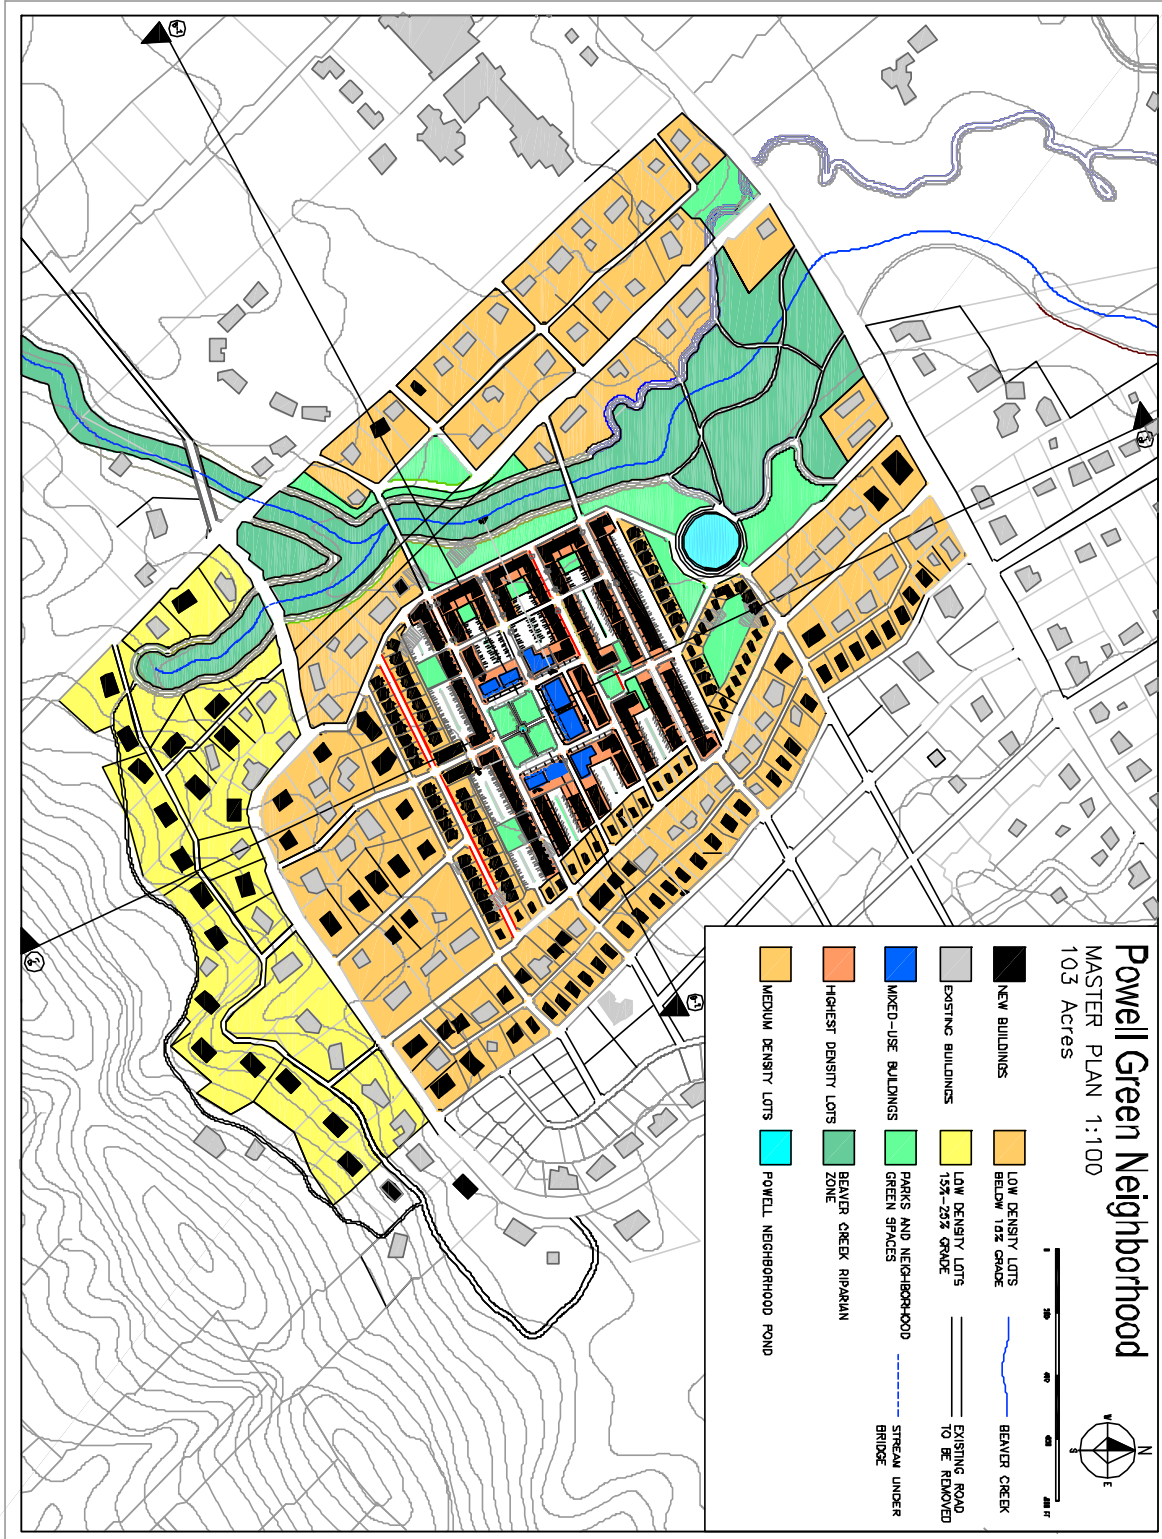 Powell Green Neighborhood
MASTER PLAN 1:100
103 Acres
NEW BUILDINGS
EXISTING BUILDINGS
MIXED-USE BUILDINGS
HIGHEST DENSITY LOTS
MEDIUM DENSITY LOTS
LOW DENSITY LOTS
BELOW 15% GRADE
LOW DENSITY LOTS
15%-25% GRADE
PARKS AND NEIGHBORHOOD
GREEN SPACES
BEAVER CREEK RIPARIAN
ZONE
POWELL NEIGHBORHOOD POND
BEAVER CREEK
EXISTING ROAD
TO BE REMOVED
STREAM UNDER
BRIDGE
N
W
E
S